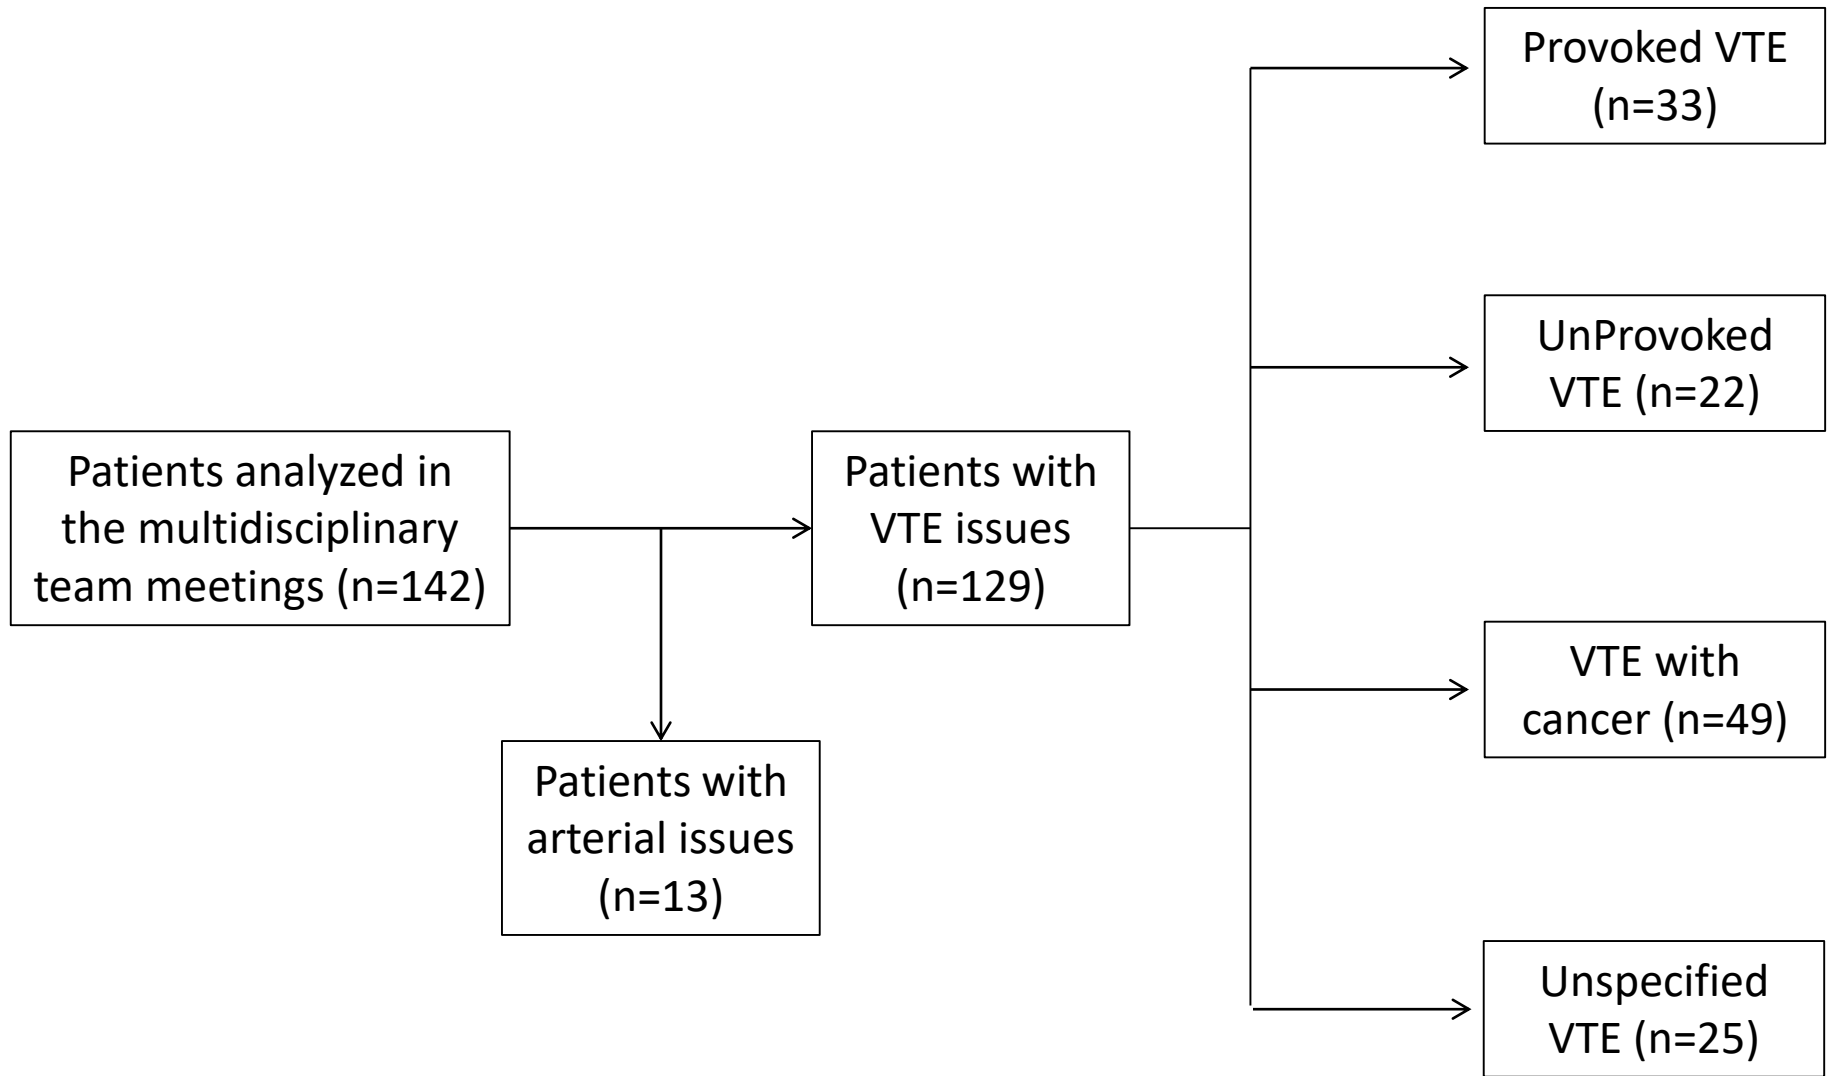 Patients analyzed in
the multidisciplinary
team meetings (n=142)
Patients with
arterial issues
(n=13)
Patients with
VTE issues
(n=129)
Provoked VTE
(n=33)
UnProvoked
VTE (n=22)
VTE with
cancer (n=49)
Unspecified
VTE (n=25)